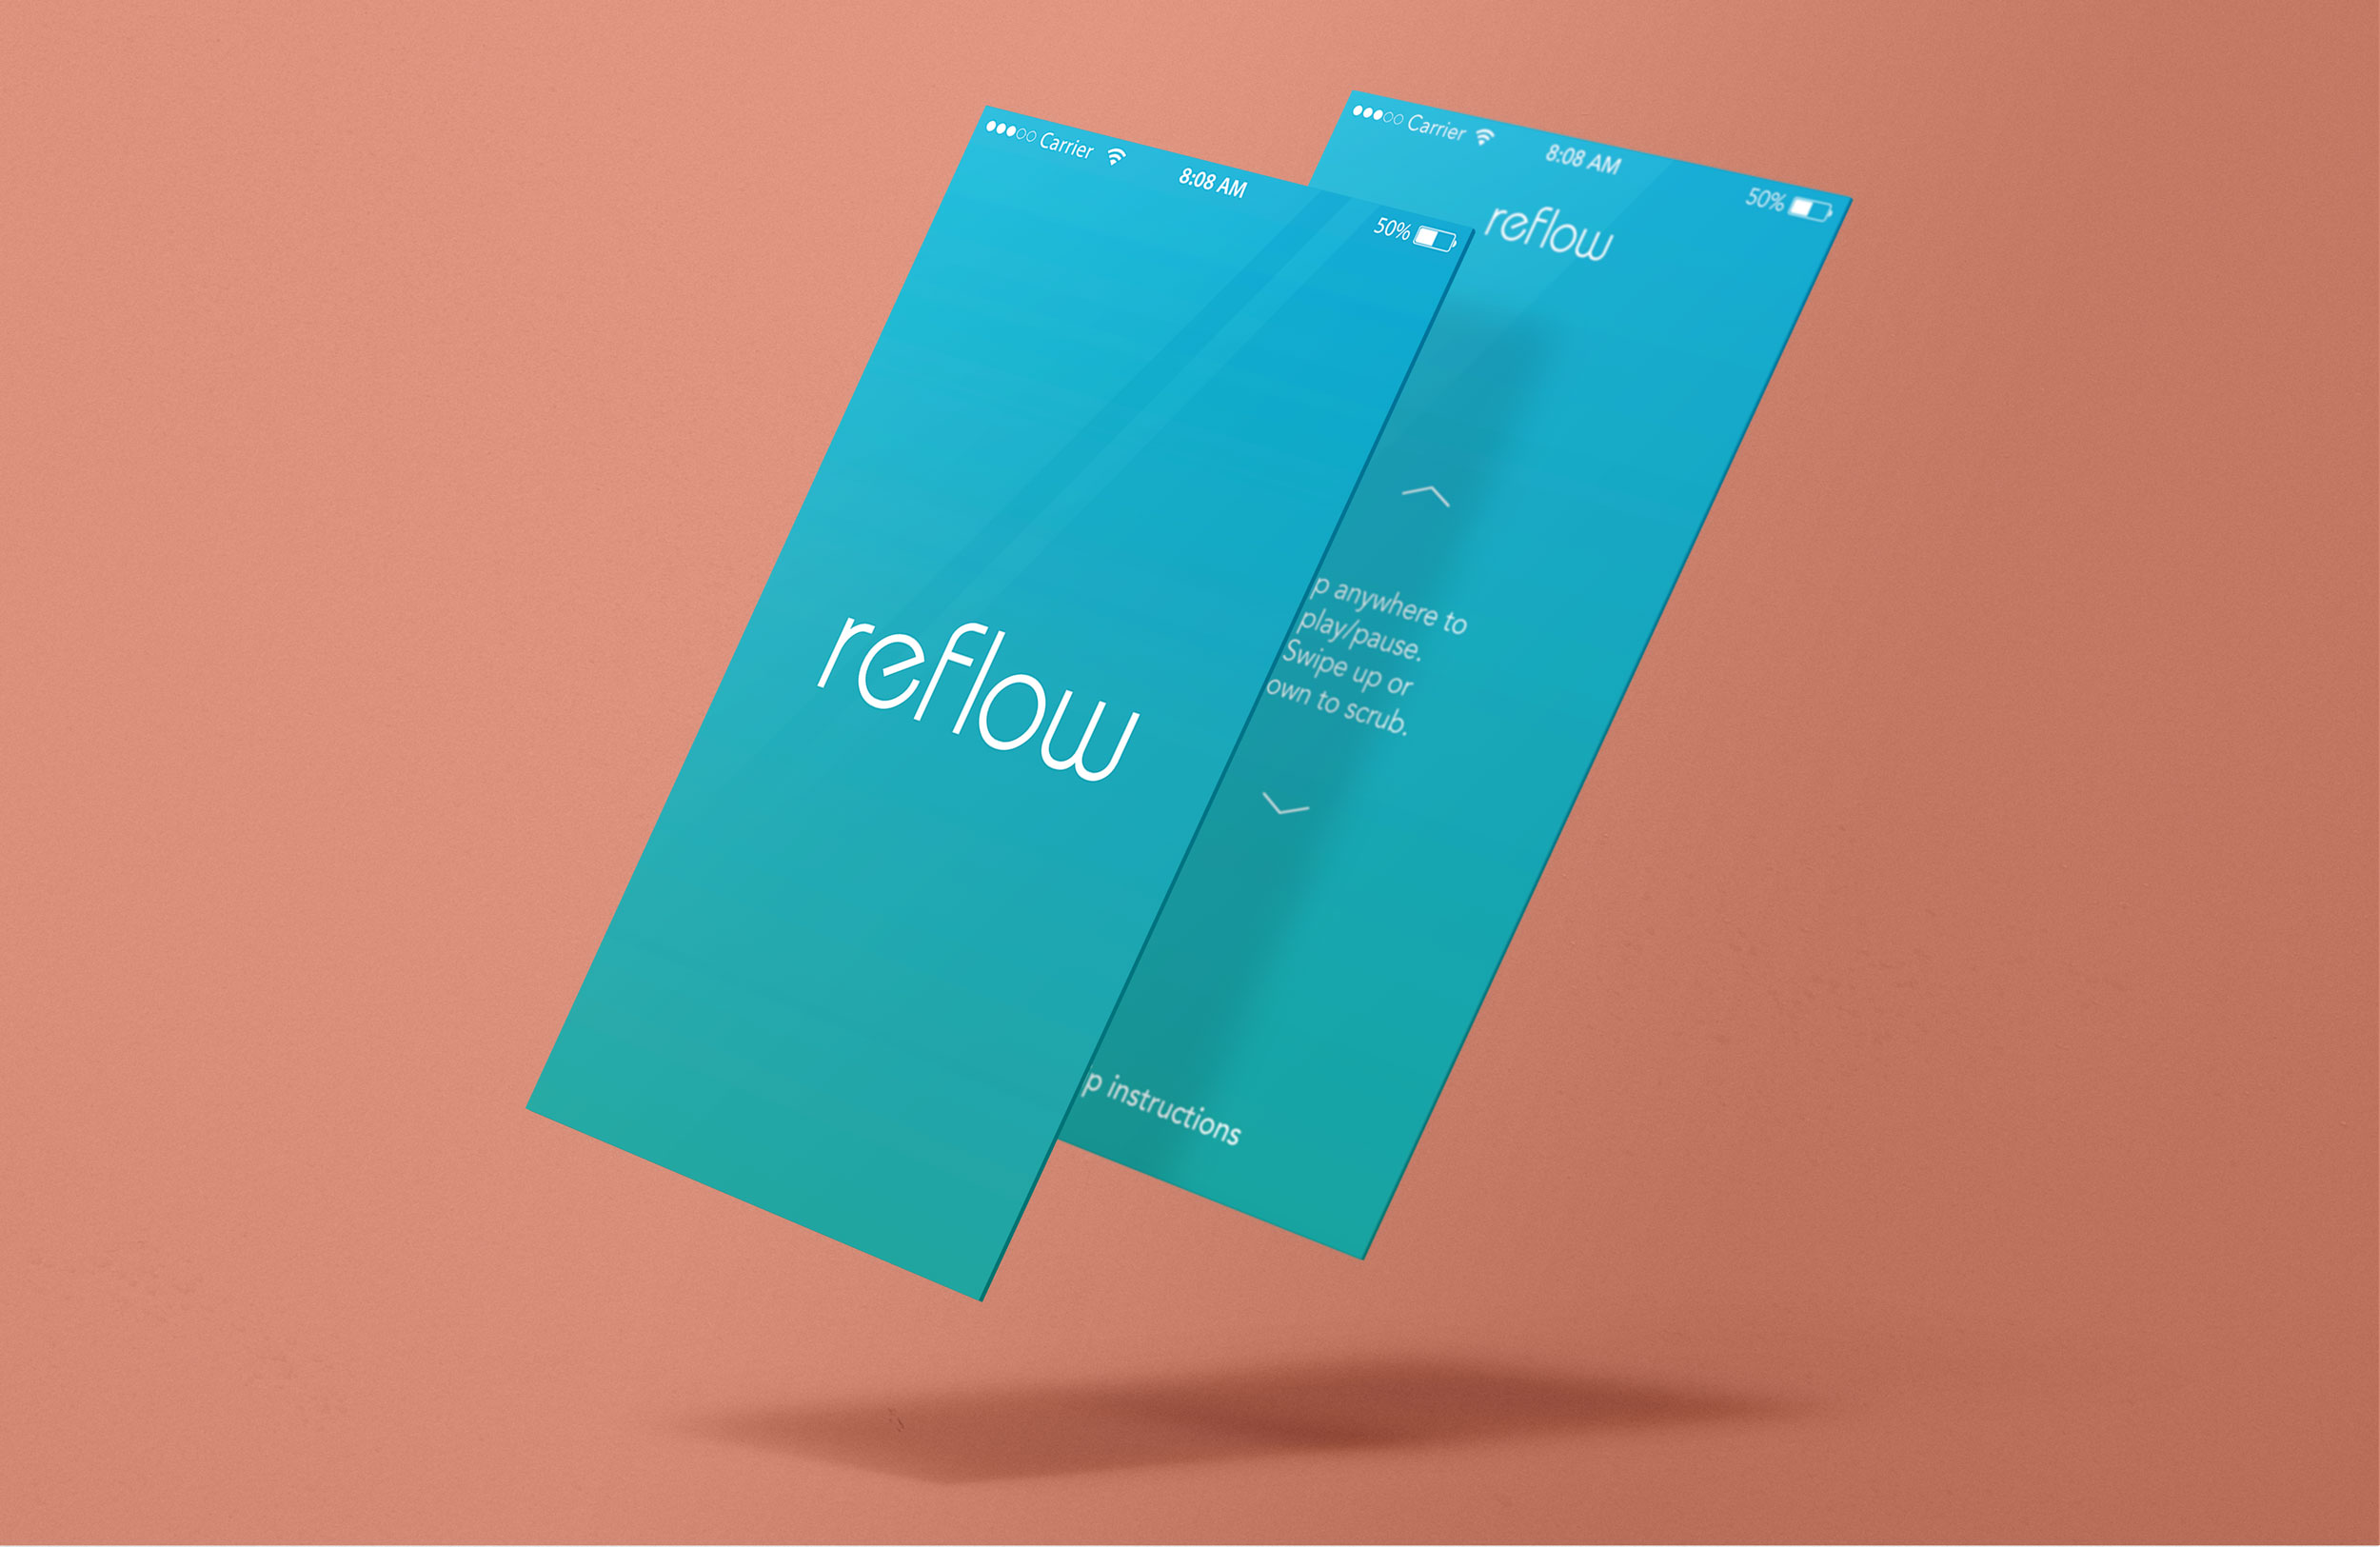 Carrier 8:08 AM 50%
reflow
Carrier 8:08 AM 50%
reflow
p anywhere to
play/pause.
Swipe up or
own to scrub.
p instructions